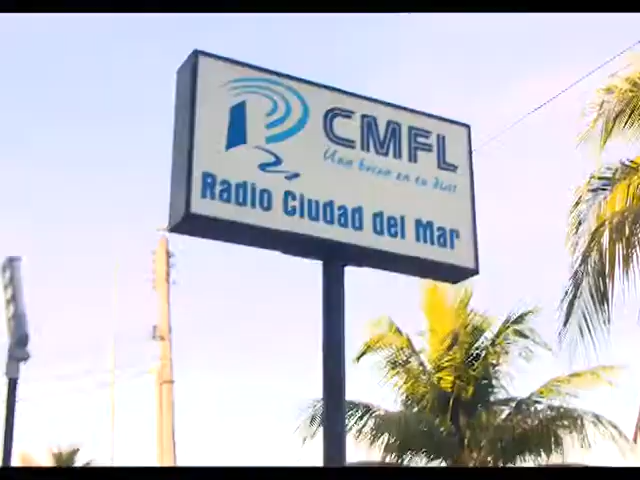 CMFL
Una brisa en tu dial
Radio Ciudad del Mar